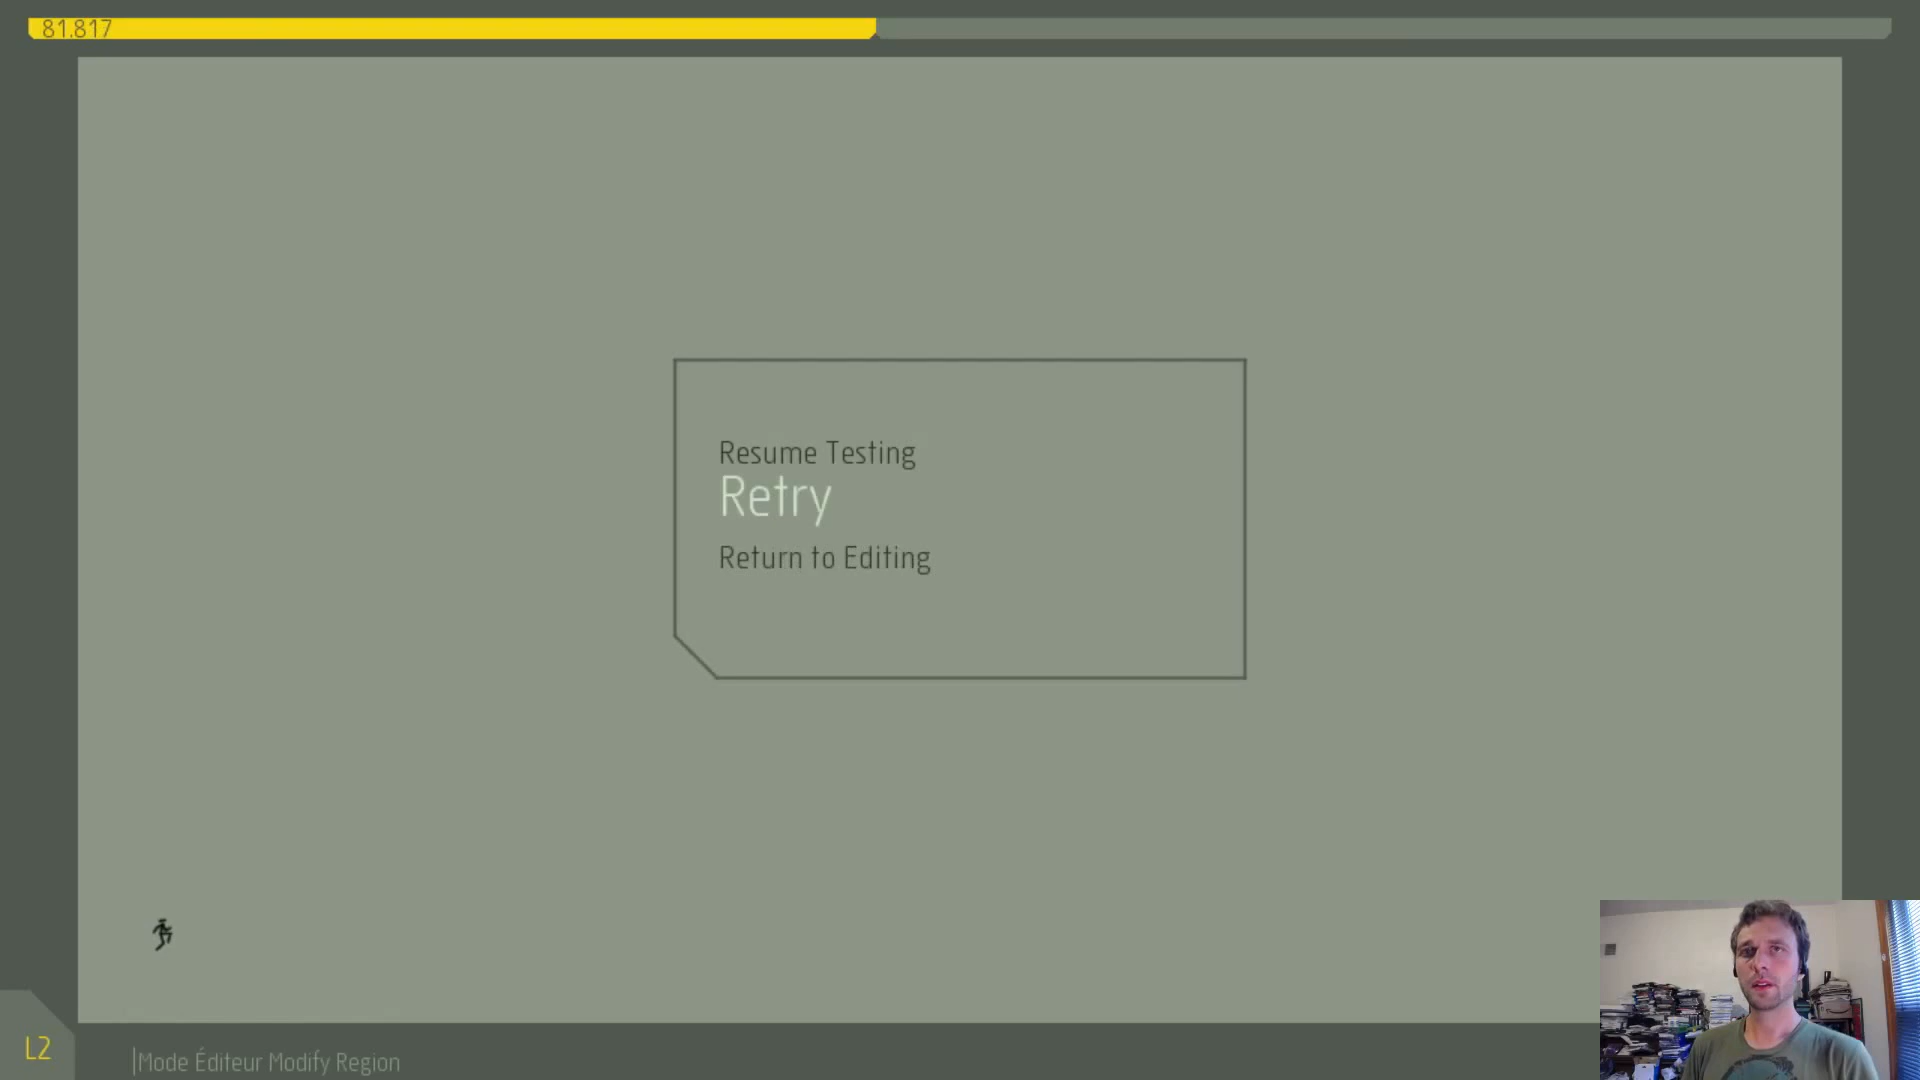 81.817
Resume Testing
Retry
Return to Editing
L2
|Mode Éditeur Modify Region